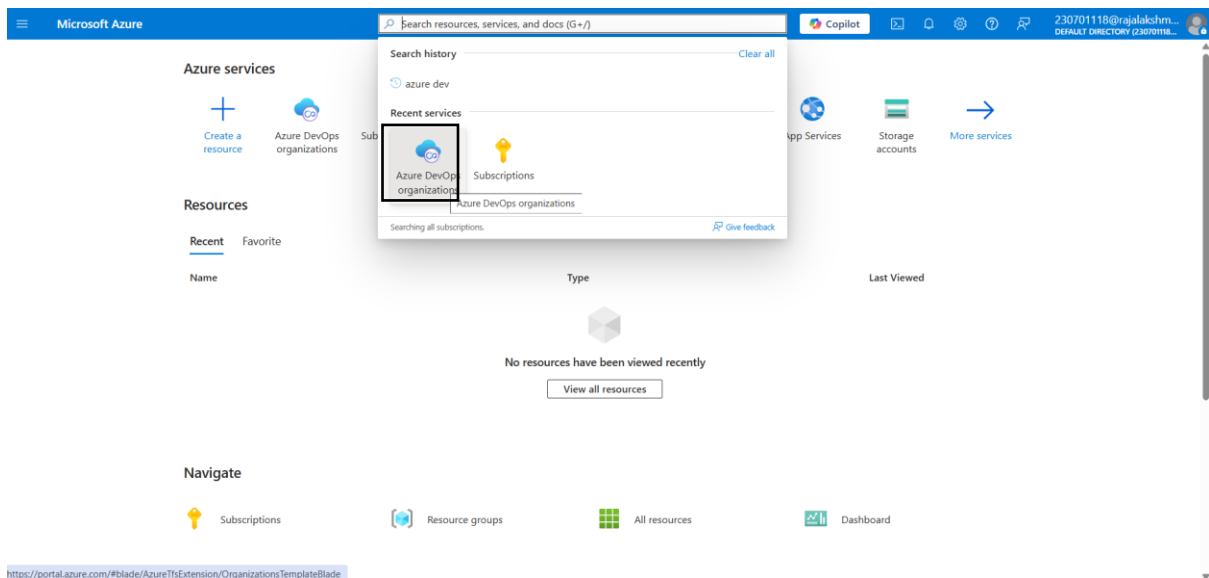 Microsoft Azure
Search resources, services, and docs (G+/)
Copilot
230701118@rajalakshm...
DEFAULT DIRECTORY (230701118...
Search history
Clear all
azure dev
Recent services
Azure DevOps
organizations
Subscriptions
Azure DevOps organizations
Searching all subscriptions.
Give feedback
Azure services
Create a
resource
Azure DevOps
organizations
Sub
App Services
Storage
accounts
More services
Resources
Recent
Favorite
Name
Type
Last Viewed
No resources have been viewed recently
View all resources
Navigate
Subscriptions
Resource groups
All resources
Dashboard
https://portal.azure.com/#blade/AzureTfsExtension/OrganizationsTemplateBlade